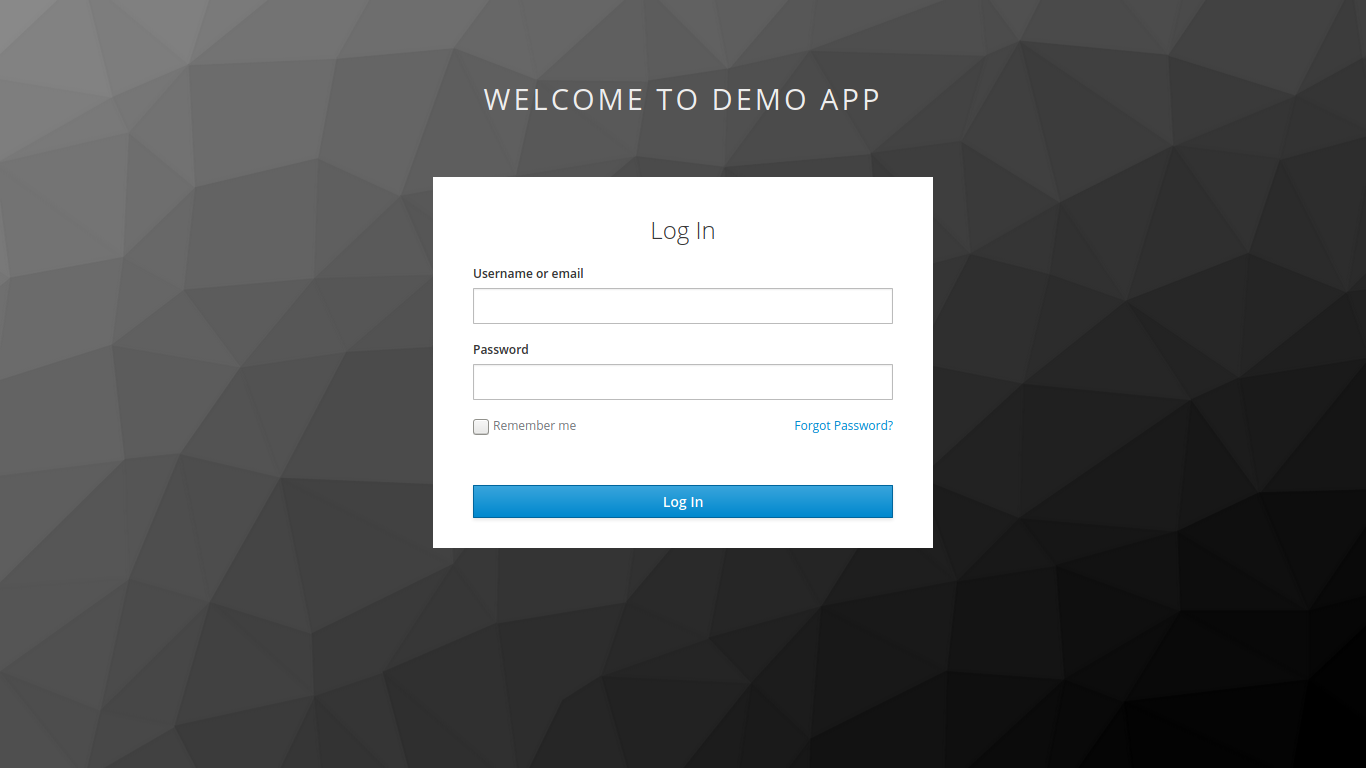 WELCOME TO DEMO APP
Log In
Username or email
Password
Remember me Forgot Password?
Log In